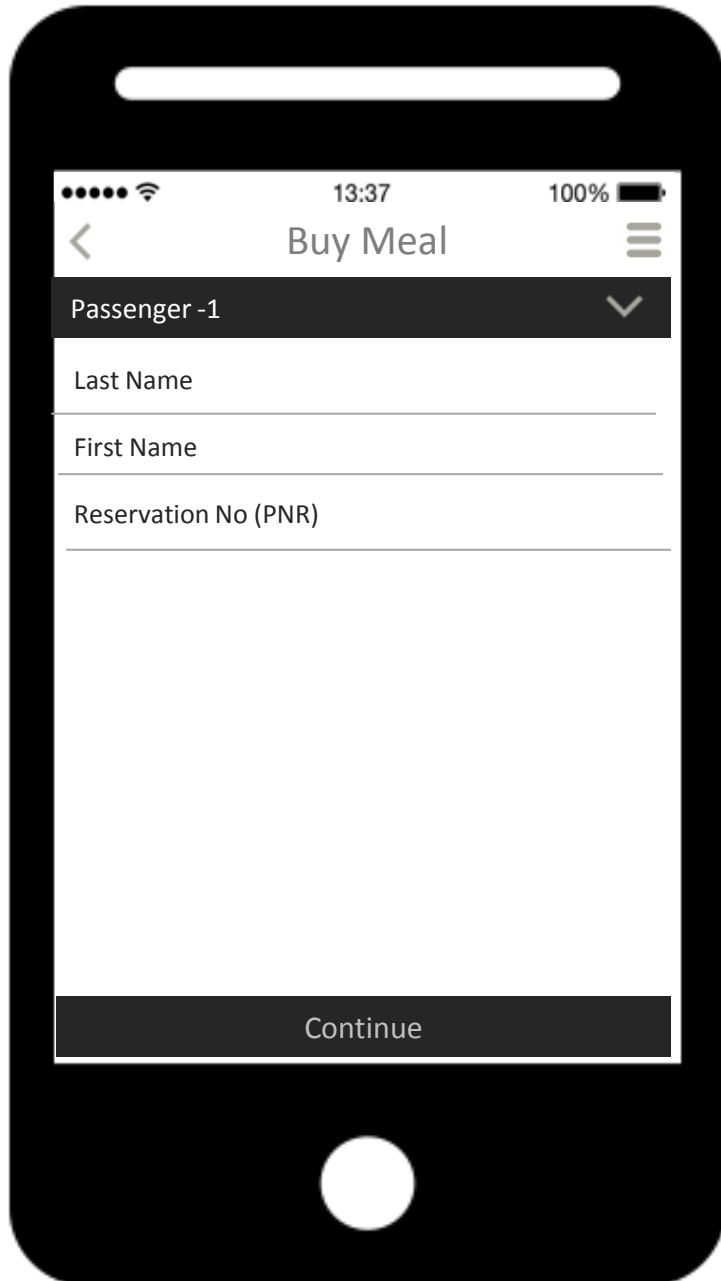 13:37 100%
Buy Meal
Passenger -1
Last Name
First Name
Reservation No (PNR)
Continue